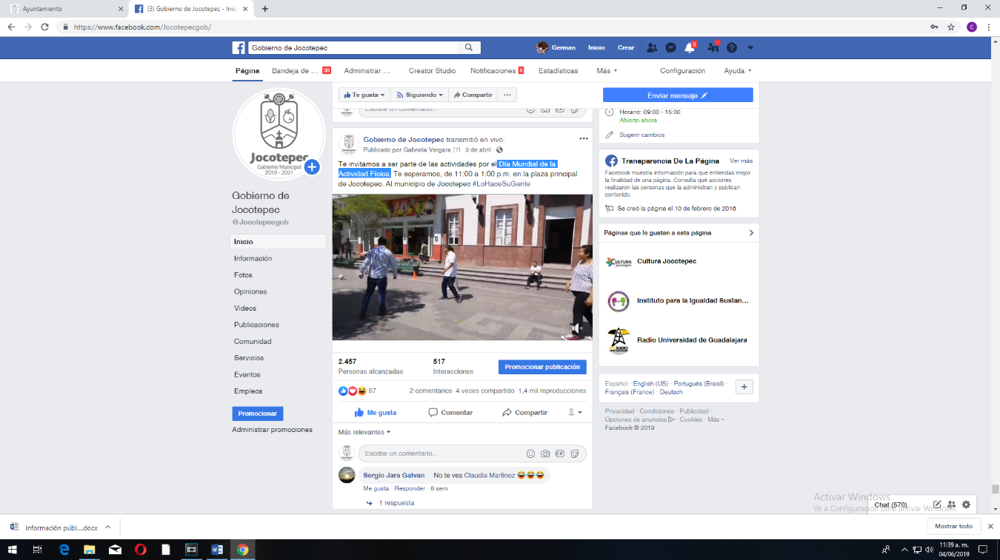 Ayuntamiento
(3) Gobierno de Jocotepec - Inic
https://www.facebook.com/Jocotepecgob/
C
Gobierno de Jocotepec
German Inicio Crear 3
Página Bandeja de ... 30 Administrar ... Creator Studio Notificaciones 8 Estadísticas Más Configuración Ayuda
Jocotepec
Gobierno Municipal
2018 - 2021
Gobierno de
Jocotepec
@Jocotepecgob
Inicio
Información
Fotos
Opiniones
Videos
Publicaciones
Comunidad
Servicios
Eventos
Empleos
Promocionar
Administrar promociones
Te gusta Siguiendo Compartir ...
Escribe un comentario...
Gobierno de Jocotepec transmitió en vivo.
Publicado por Gabriela Vergara [?] · 3 de abril ·
Te invitamos a ser parte de las actividades por el Día Mundial de la
Actividad Física. Te esperamos, de 11:00 a 1:00 p.m. en la plaza principal
de Jocotepec. Al municipio de Jocotepec #LoHaceSuGente
2.457
Personas alcanzadas
517
Interacciones
Promocionar publicación
67 2 comentarios 4 veces compartido 1,4 mil reproducciones
Me gusta Comentar Compartir
Más relevantes
Escribe un comentario...
GIF
Sergio Jara Galvan No te ves Claudia Martinez
Me gusta · Responder · 8 sem
1 respuesta
Enviar mensaje
Horario: 09:00 - 15:00
Abierto ahora
Sugerir cambios
Transparencia De La Página Ver más
Facebook muestra información para que entiendas mejor
la finalidad de una página. Consulta qué acciones
realizaron las personas que la administran y publican
contenido.
Se creó la página el 10 de febrero de 2016
Páginas que le gustan a esta página
CULTURA
Jocotepec
Cultura Jocotepec
Instituto para la Igualdad Sustan...
RADIO
Radio Universidad de Guadalajara
Español · English (US) · Português (Brasil) ·
Français (France) · Deutsch
Privacidad · Condiciones · Publicidad ·
Opciones de anuncios · Cookies · Más
Facebook © 2019
Activar Windows
Ve a Configuración para activar Windows.
Chat (570)
Información públ....docx
Mostrar todo
11:39 a. m.
04/06/2019